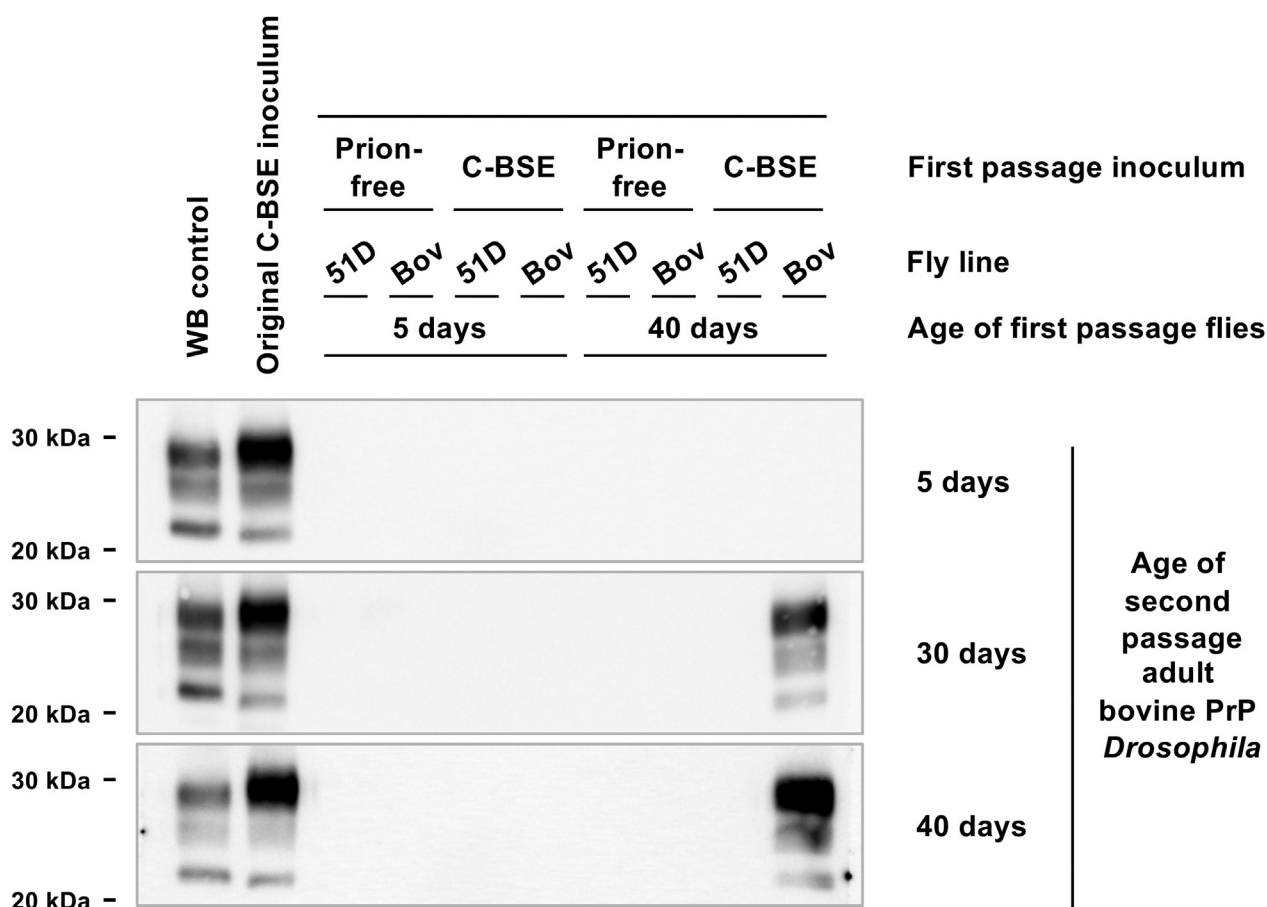 WB control
Original C-BSE inoculum
Prion-
free
C-BSE
Prion-
free
C-BSE
First passage inoculum
51D Bov 51D Bov 51D Bov 51D Bov
Fly line
5 days
40 days
Age of first passage flies
30 kDa
20 kDa
5 days
30 kDa
20 kDa
30 days
30 kDa
20 kDa
40 days
Age of
second
passage
adult
bovine PrP
Drosophila